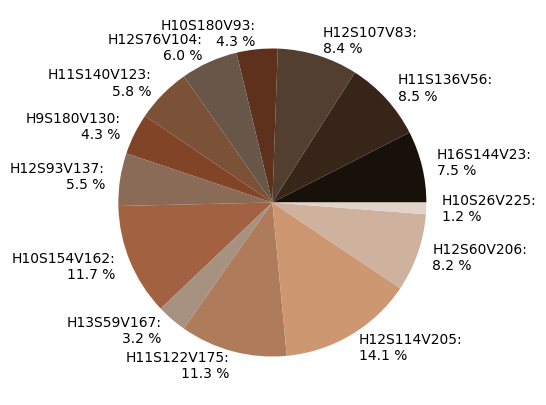 H10S180V93:
4.3 %
H12S107V83:
8.4 %
H12S76V104:
6.0 %
H11S136V56:
8.5 %
H11S140V123:
5.8 %
H9S180V130:
4.3 %
H16S144V23:
7.5 %
H12S93V137:
5.5 %
H10S26V225:
1.2 %
H12S60V206:
8.2 %
H10S154V162:
11.7 %
H13S59V167:
3.2 %
H12S114V205:
14.1 %
H11S122V175:
11.3 %